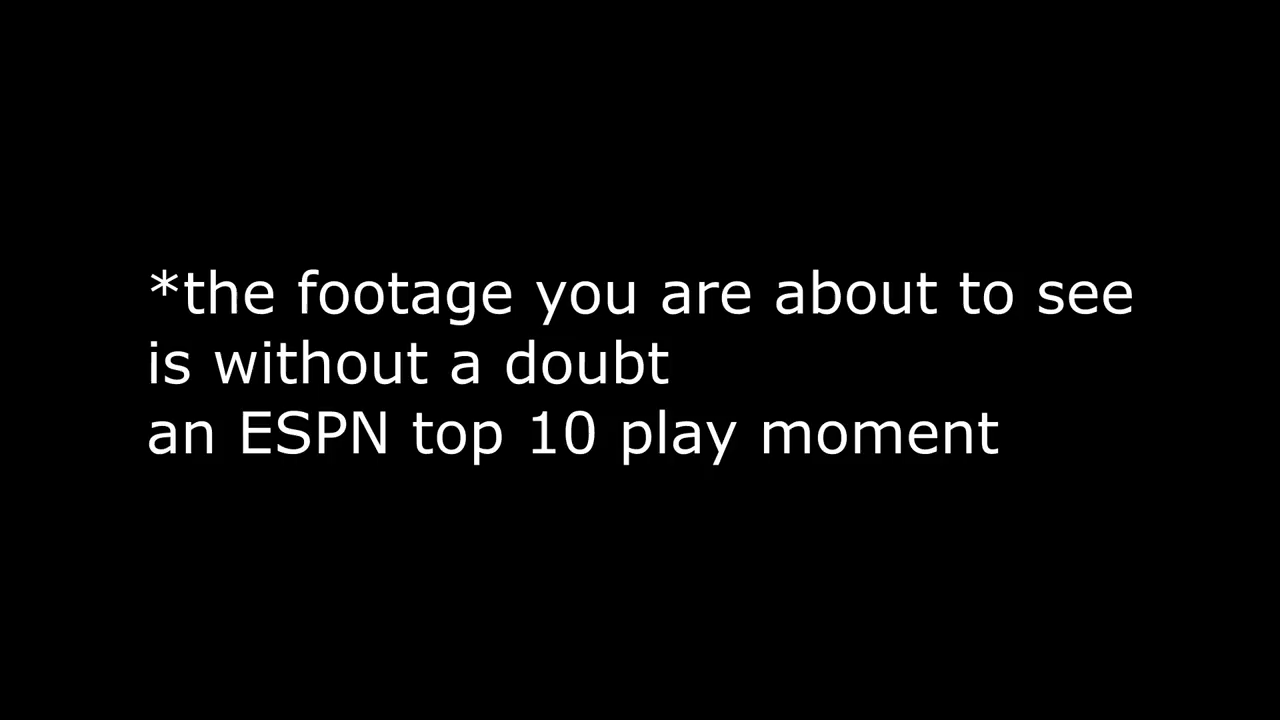 *the footage you are about to see
is without a doubt
an ESPN top 10 play moment